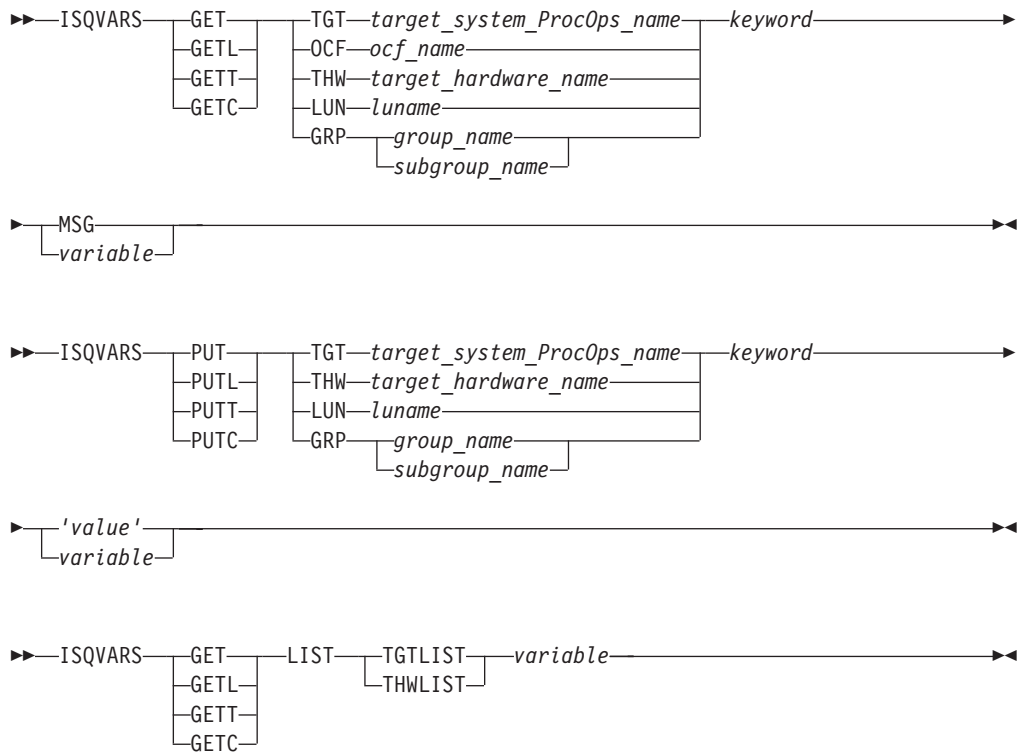 ISQVARS GET TGT target_system_ProcOps_name keyword
GETL OCF ocf_name
GETT THW target_hardware_name
GETC LUN luname
GRP group_name
subgroup_name
MSG
variable
ISQVARS PUT TGT target_system_ProcOps_name keyword
PUTL THW target_hardware_name
PUTT LUN luname
PUTC GRP group_name
subgroup_name
'value'
variable
ISQVARS GET LIST TGTLIST variable
GETL THWLIST
GETT
GETC